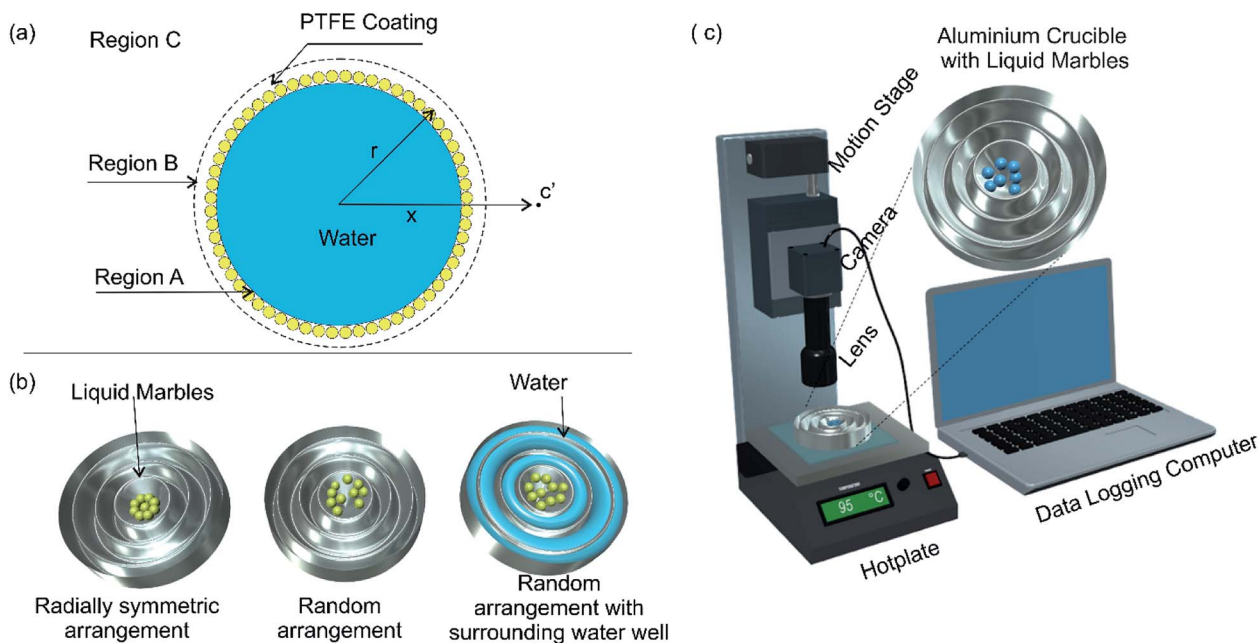 (a)
Region C
PTFE Coating
Region B
r
x
c'
Water
Region A
(b)
Liquid Marbles
Water
Radially symmetric
arrangement
Random
arrangement
Random
arrangement with
surrounding water well
( c)
Aluminium Crucible
with Liquid Marbles
Motion Stage
Camera
Lens
95 °C
Data Logging Computer
Hotplate